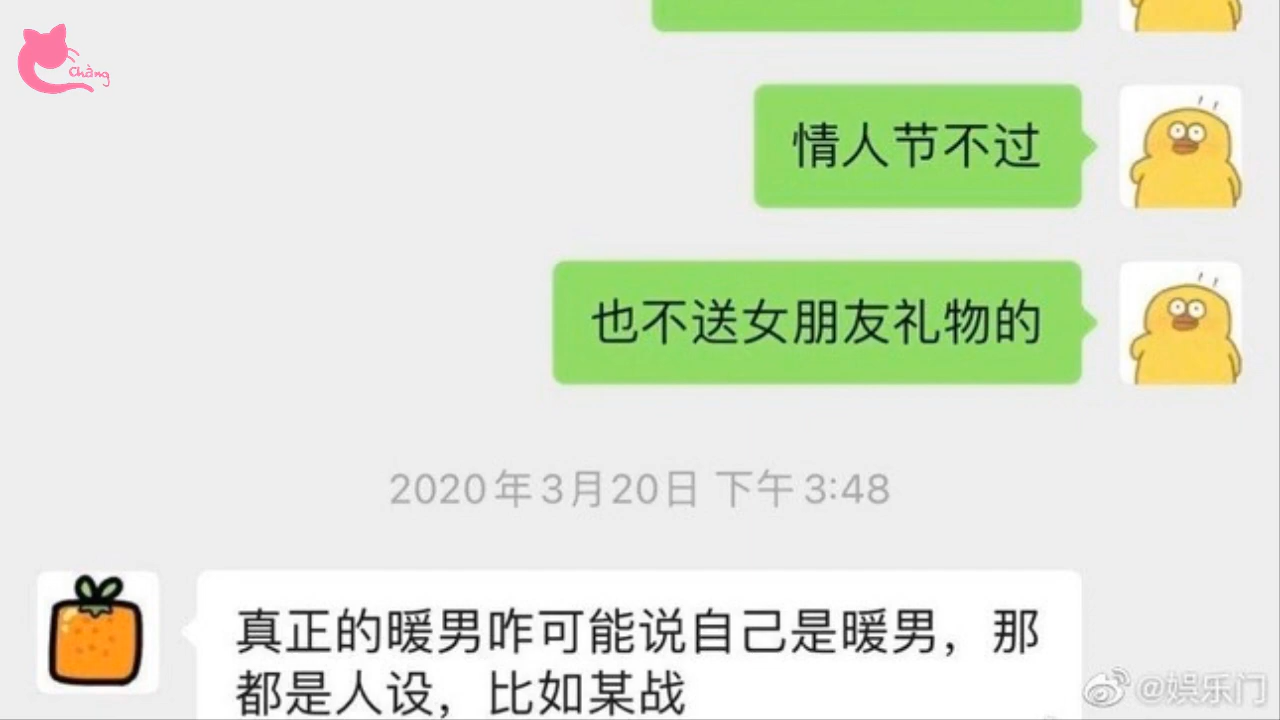 Chàng
情人节不过
也不送女朋友礼物的
2020年3月20日 下午3:48
真正的暖男咋可能说自己是暖男，那
都是人设，比如某战
@娱乐门